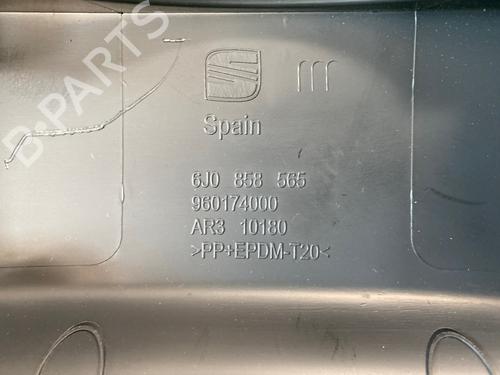 Spain
6J0 858 565
960174000
AR3 10180
>PP+EPDM-T20<
B-PARTS